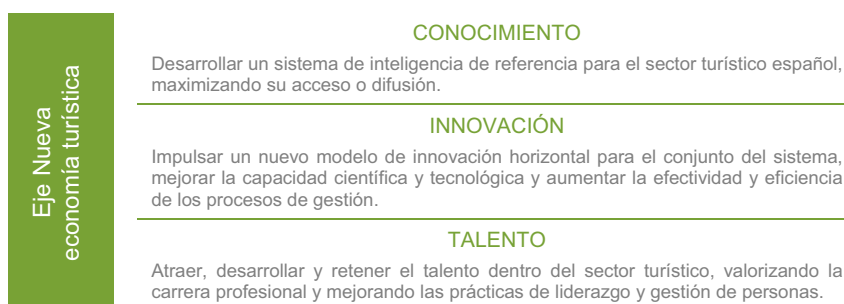 Eje Nueva
economía turística
CONOCIMIENTO
Desarrollar un sistema de inteligencia de referencia para el sector turístico español,
maximizando su acceso o difusión.
INNOVACIÓN
Impulsar un nuevo modelo de innovación horizontal para el conjunto del sistema,
mejorar la capacidad científica y tecnológica y aumentar la efectividad y eficiencia
de los procesos de gestión.
TALENTO
Atraer, desarrollar y retener el talento dentro del sector turístico, valorizando la
carrera profesional y mejorando las prácticas de liderazgo y gestión de personas.